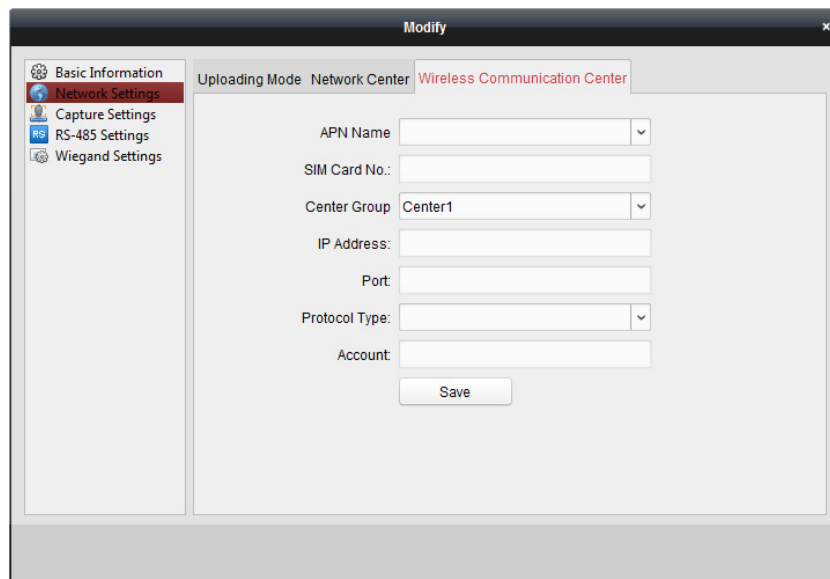 Modify
×
Basic Information
Network Settings
Capture Settings
RS RS-485 Settings
Wiegand Settings
Uploading Mode Network Center Wireless Communication Center
APN Name
SIM Card No.:
Center Group Center1
IP Address:
Port:
Protocol Type:
Account:
Save